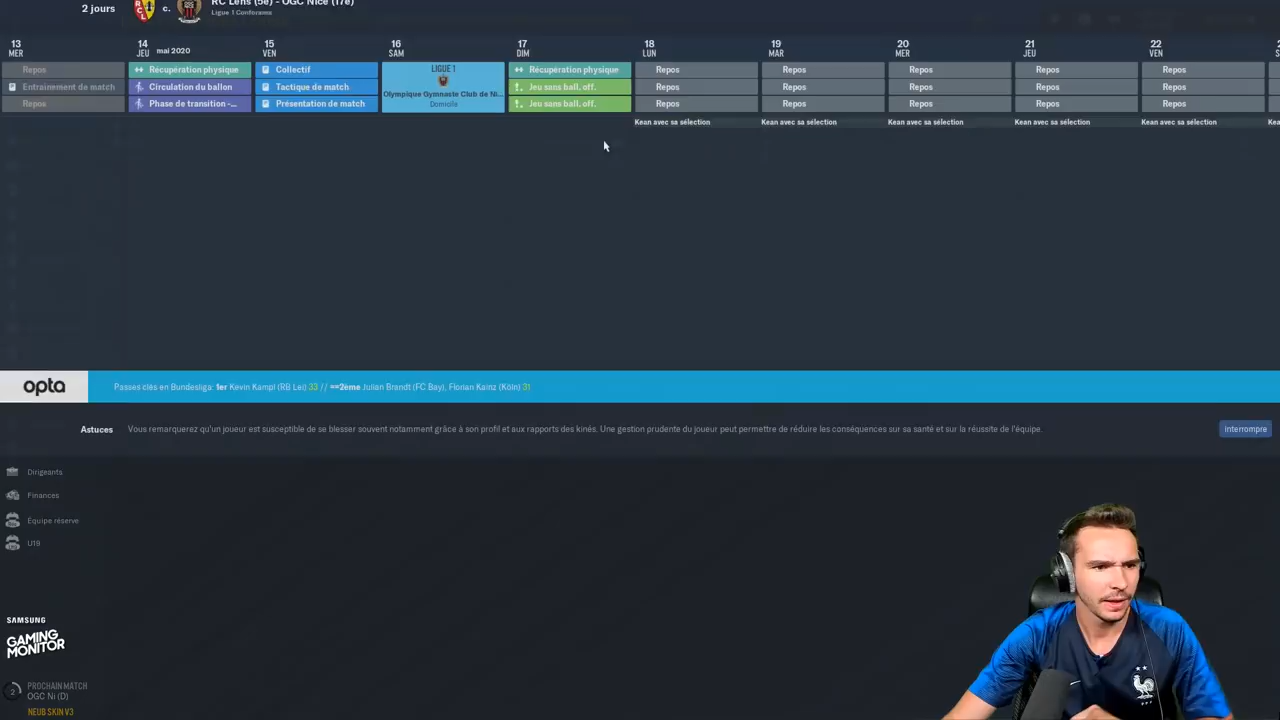 2 jours
c.
RC Lens (5e) - OGC Nice (17e)
Ligue 1 Conforama
13
MER
14
JEU
mai 2020
15
VEN
16
SAM
17
DIM
18
LUN
19
MAR
20
MER
21
JEU
22
VEN
Repos
Entraînement de match
Repos
Récupération physique
Circulation du ballon
Phase de transition -...
Collectif
Tactique de match
Présentation de match
LIGUE 1
Olympique Gymnaste Club de Ni...
Domicile
Récupération physique
Jeu sans ball. off.
Jeu sans ball. off.
Repos
Repos
Repos
Kean avec sa sélection
Repos
Repos
Repos
Kean avec sa sélection
Repos
Repos
Repos
Kean avec sa sélection
Repos
Repos
Repos
Kean avec sa sélection
Repos
Repos
Repos
Kean avec sa sélection
opta
Passes clés en Bundesliga: 1er Kevin Kampl (RB Lei) 33 // ==2ème Julian Brandt (FC Bay), Florian Kainz (Köln) 31
Astuces
Vous remarquerez qu'un joueur est susceptible de se blesser souvent notamment grâce à son profil et aux rapports des kinés. Une gestion prudente du joueur peut permettre de réduire les conséquences sur sa santé et sur la réussite de l'équipe.
Interrompre
Dirigeants
Finances
Équipe réserve
U19
SAMSUNG
GAMING
MONITOR
2
PROCHAIN MATCH
OGC Ni (D)
NEUB SKIN V3